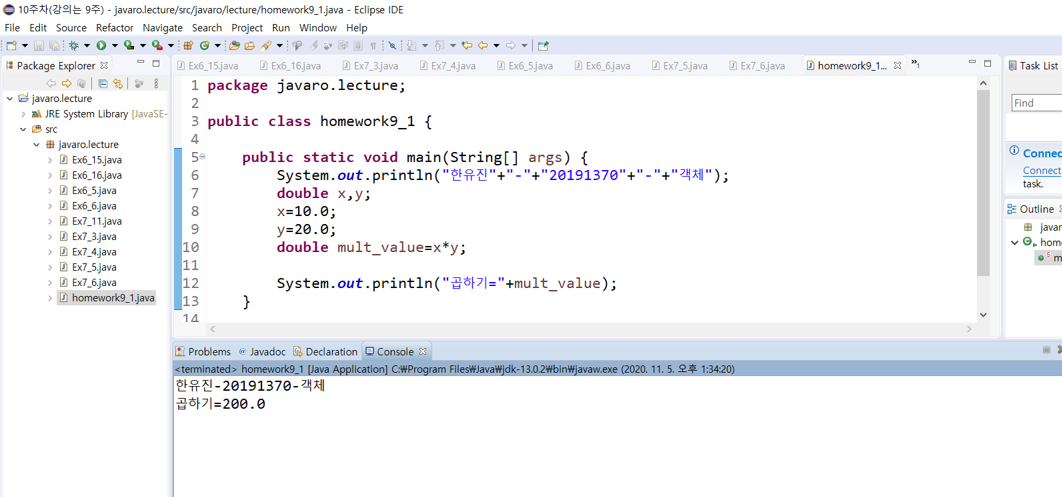 10주차(강의는 9주) - javaro.lecture/src/javaro/lecture/homework9_1.java - Eclipse IDE
File Edit Source Refactor Navigate Search Project Run Window Help
Package Explorer
javaro.lecture
JRE System Library [JavaSE-
src
javaro.lecture
Ex6_15.java
Ex6_16.java
Ex6_5.java
Ex6_6.java
Ex7_11.java
Ex7_3.java
Ex7_4.java
Ex7_5.java
Ex7_6.java
homework9_1.java
Ex6_15.java Ex6_16.java Ex7_3.java Ex7_4.java Ex6_5.java Ex6_6.java Ex7_5.java Ex7_6.java homework9_1.... »1
1 package javaro.lecture;
2
3 public class homework9_1 {
4
5 public static void main(String[] args) {
6 System.out.println("한유진"+"-"+"20191370"+"-"+"객체");
7 double x,y;
8 x=10.0;
9 y=20.0;
10 double mult_value=x*y;
11
12 System.out.println("곱하기="+mult_value);
13 }
14
Problems Javadoc Declaration Console
<terminated> homework9_1 [Java Application] C:₩Program Files₩Java₩jdk-13.0.2₩bin₩javaw.exe (2020. 11. 5. 오후 1:34:20)
한유진-20191370-객체
곱하기=200.0
Task List
Find
Connec
Connect
task.
Outline
javar
hom
m